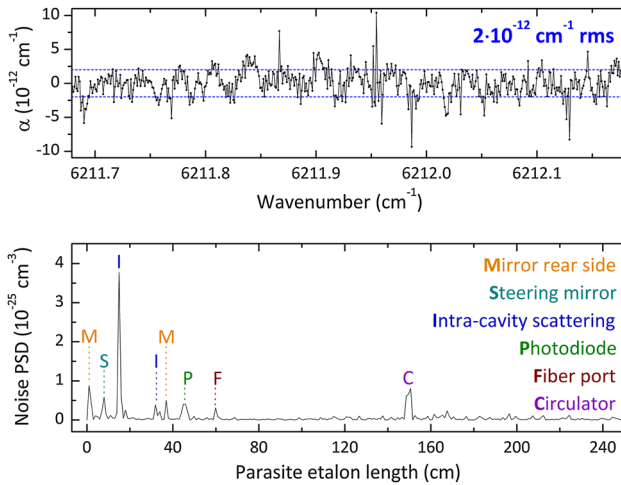 2·10⁻¹² cm⁻¹ rms
10
5
0
-5
-10
α (10⁻¹² cm⁻¹)
6211.7 6211.8 6211.9 6212.0 6212.1
Wavenumber (cm⁻¹)
4
3
2
1
0
Noise PSD (10⁻²⁵ cm⁻³)
I
M S I M P F C
Mirror rear side
Steering mirror
Intra-cavity scattering
Photodiode
Fiber port
Circulator
0 40 80 120 160 200 240
Parasite etalon length (cm)